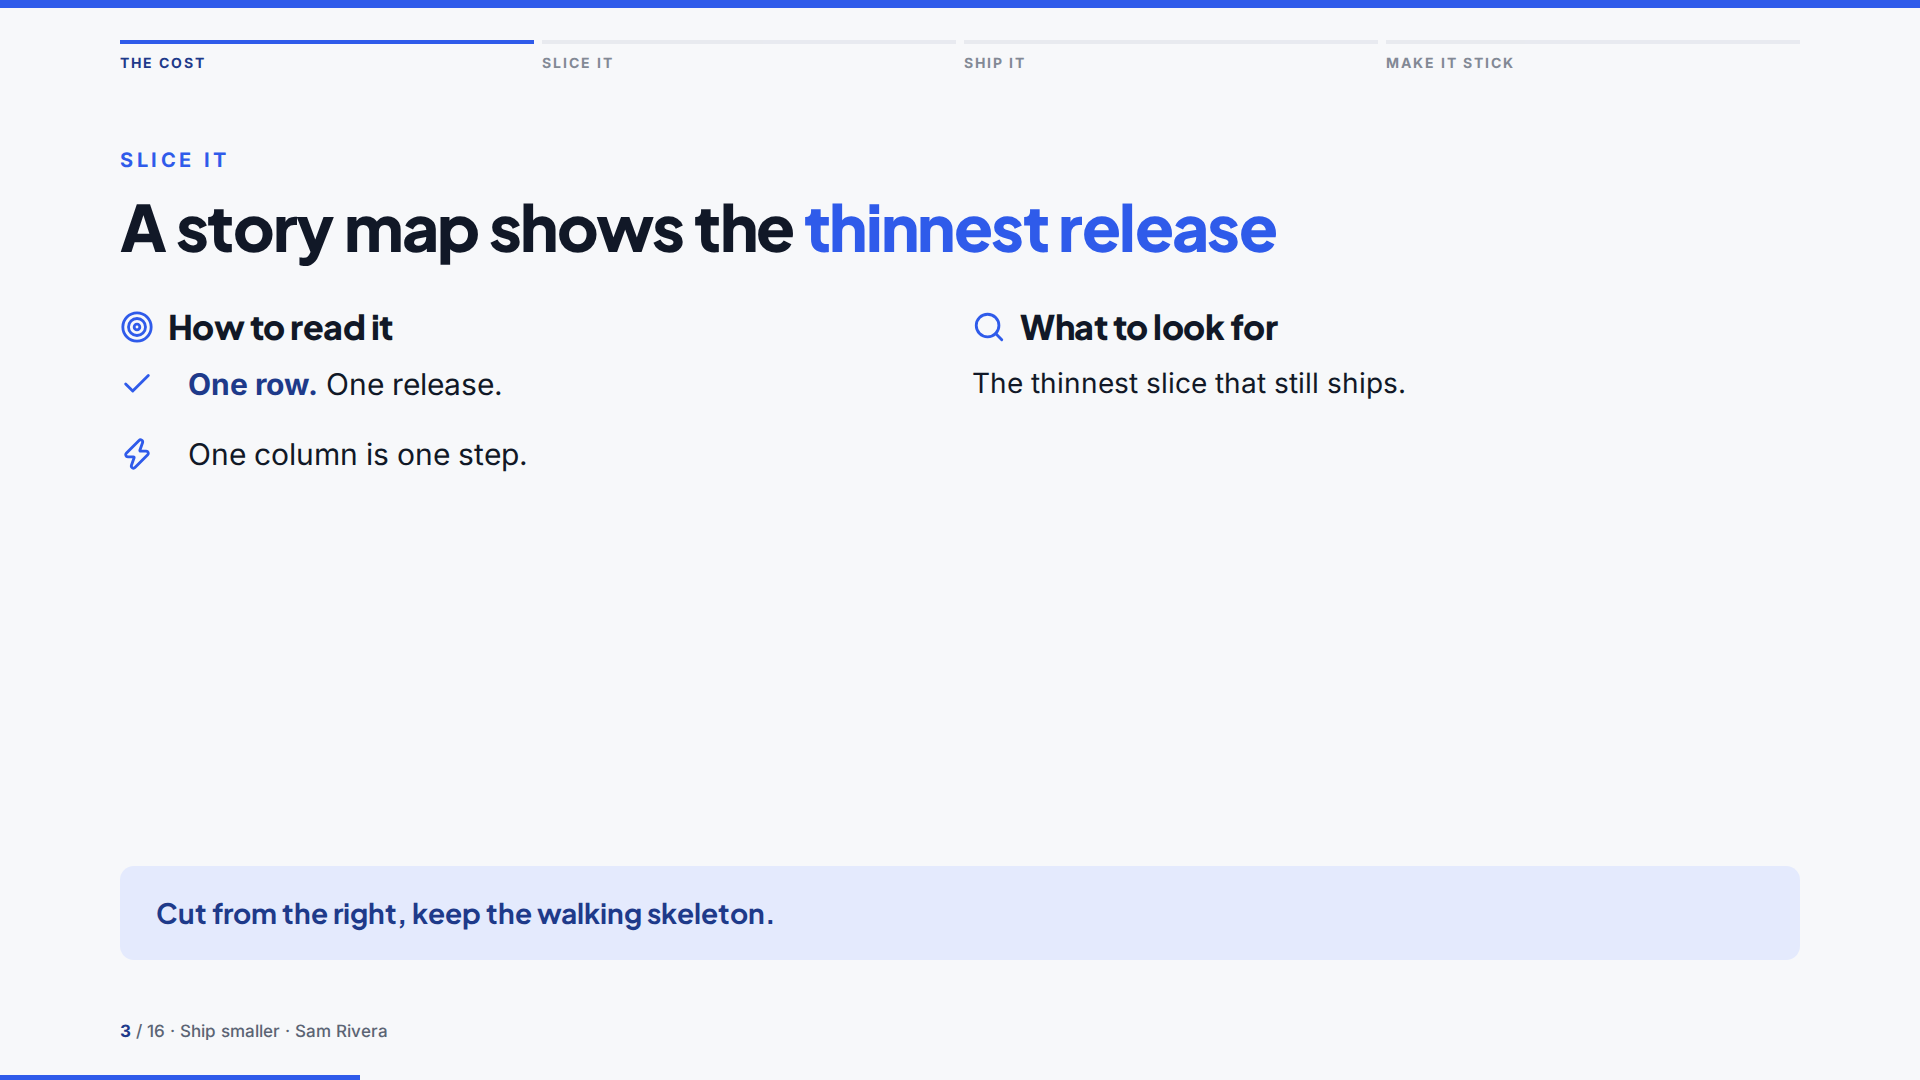 THE COST
SLICE IT
SHIP IT
MAKE IT STICK
SLICE IT
A story map shows the thinnest release
How to read it
One row. One release.
One column is one step.
What to look for
The thinnest slice that still ships.
Cut from the right, keep the walking skeleton.
3 / 16 · Ship smaller · Sam Rivera